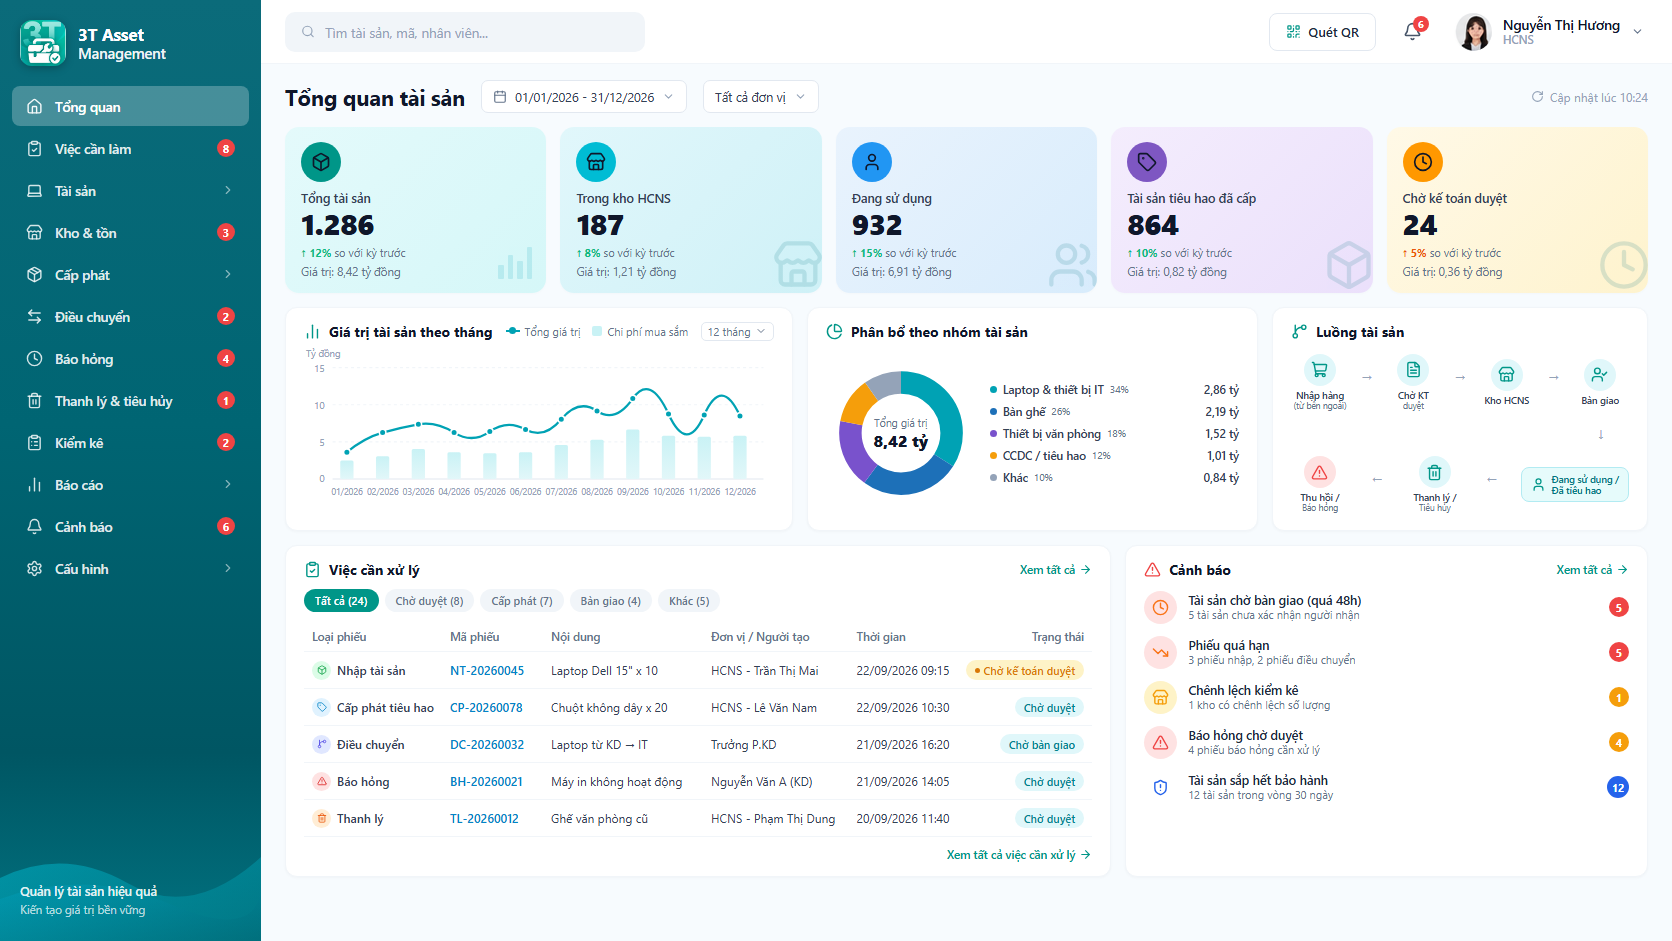 3T
3T Asset
Management
Tìm tài sản, mã, nhân viên...
Quét QR
6
Nguyễn Thị Hương
HCNS
Tổng quan
Việc cần làm 8
Tài sản
Kho & tồn 3
Cấp phát
Điều chuyển 2
Báo hỏng 4
Thanh lý & tiêu hủy 1
Kiểm kê 2
Báo cáo
Cảnh báo 6
Cấu hình
Quản lý tài sản hiệu quả
Kiến tạo giá trị bền vững
Tổng quan tài sản
01/01/2026 - 31/12/2026
Tất cả đơn vị
Cập nhật lúc 10:24
Tổng tài sản
1.286
↑ 12% so với kỳ trước
Giá trị: 8,42 tỷ đồng
Trong kho HCNS
187
↑ 8% so với kỳ trước
Giá trị: 1,21 tỷ đồng
Đang sử dụng
932
↑ 15% so với kỳ trước
Giá trị: 6,91 tỷ đồng
Tài sản tiêu hao đã cấp
864
↑ 10% so với kỳ trước
Giá trị: 0,82 tỷ đồng
Chờ kế toán duyệt
24
↑ 5% so với kỳ trước
Giá trị: 0,36 tỷ đồng
Giá trị tài sản theo tháng
Tổng giá trị
Chi phí mua sắm
12 tháng
Tỷ đồng
15
10
5
0
01/2026 02/2026 03/2026 04/2026 05/2026 06/2026 07/2026 08/2026 09/2026 10/2026 11/2026 12/2026
Phân bổ theo nhóm tài sản
Tổng giá trị
8,42 tỷ
Laptop & thiết bị IT 34% 2,86 tỷ
Bàn ghế 26% 2,19 tỷ
Thiết bị văn phòng 18% 1,52 tỷ
CCDC / tiêu hao 12% 1,01 tỷ
Khác 10% 0,84 tỷ
Luồng tài sản
Nhập hàng
(từ bên ngoài)
→
Chờ KT
duyệt
→
Kho HCNS
→
Bàn giao
↓
Thu hồi /
Báo hỏng
←
Thanh lý /
Tiêu hủy
←
Đang sử dụng /
Đã tiêu hao
Việc cần xử lý
Xem tất cả →
Tất cả (24)
Chờ duyệt (8)
Cấp phát (7)
Bàn giao (4)
Khác (5)
Loại phiếu Mã phiếu Nội dung Đơn vị / Người tạo Thời gian Trạng thái
Nhập tài sản NT-20260045 Laptop Dell 15" x 10 HCNS - Trần Thị Mai 22/09/2026 09:15 • Chờ kế toán duyệt
Cấp phát tiêu hao CP-20260078 Chuột không dây x 20 HCNS - Lê Văn Nam 22/09/2026 10:30 Chờ duyệt
Điều chuyển DC-20260032 Laptop từ KD → IT Trưởng P.KD 21/09/2026 16:20 Chờ bàn giao
Báo hỏng BH-20260021 Máy in không hoạt động Nguyễn Văn A (KD) 21/09/2026 14:05 Chờ duyệt
Thanh lý TL-20260012 Ghế văn phòng cũ HCNS - Phạm Thị Dung 20/09/2026 11:40 Chờ duyệt
Xem tất cả việc cần xử lý →
Cảnh báo
Xem tất cả →
Tài sản chờ bàn giao (quá 48h)
5 tài sản chưa xác nhận người nhận
5
Phiếu quá hạn
3 phiếu nhập, 2 phiếu điều chuyển
5
Chênh lệch kiểm kê
1 kho có chênh lệch số lượng
1
Báo hỏng chờ duyệt
4 phiếu báo hỏng cần xử lý
4
Tài sản sắp hết bảo hành
12 tài sản trong vòng 30 ngày
12